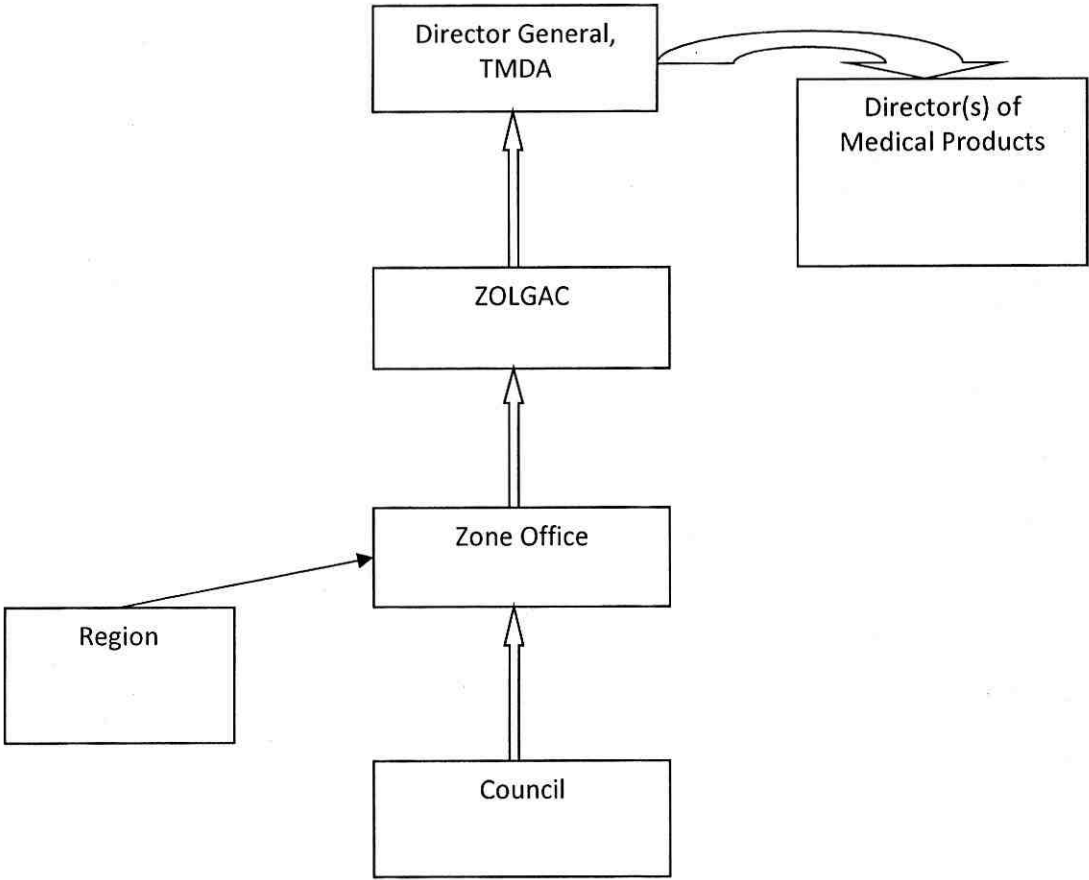 Director General,
TMDA
Director(s) of
Medical Products
ZOLGAC
Zone Office
Region
Council